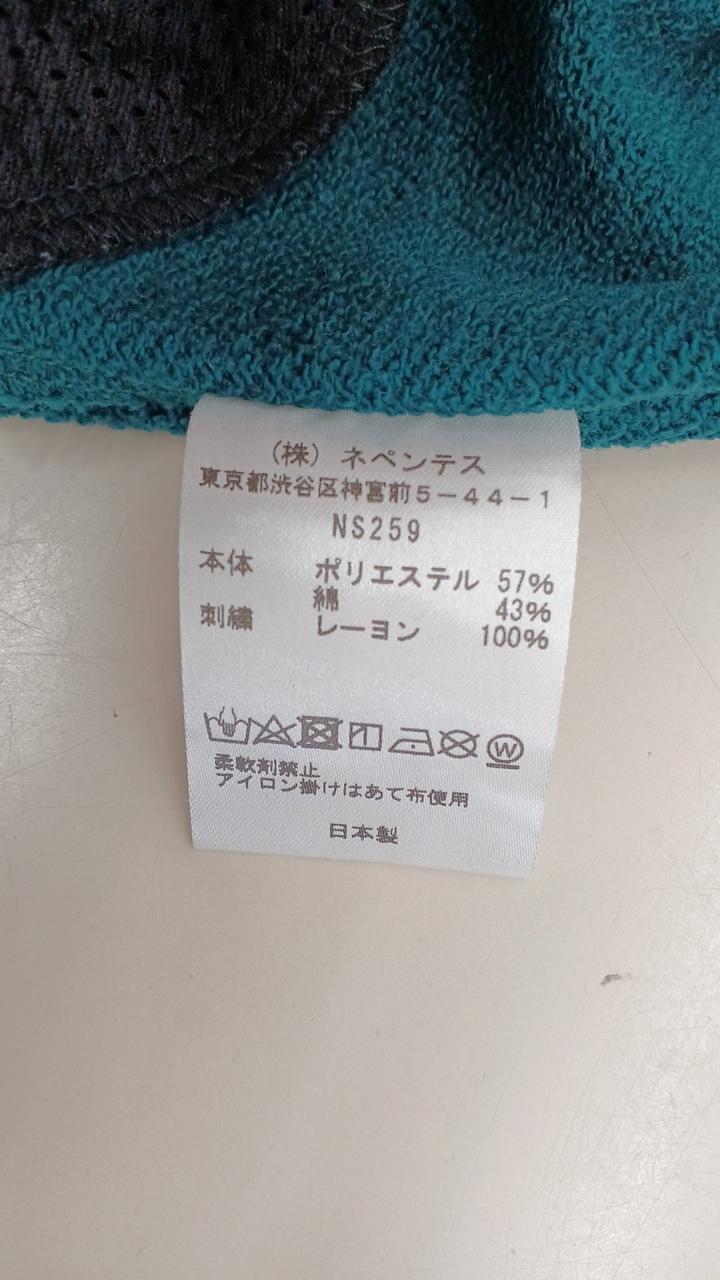 (株) ネペンテス
東京都渋谷区神宮前5-44-1
NS259
本体 ポリエステル 57%
綿 43%
刺繍 レーヨン 100%
W
柔軟剤禁止
アイロン掛けはあて布使用
日本製